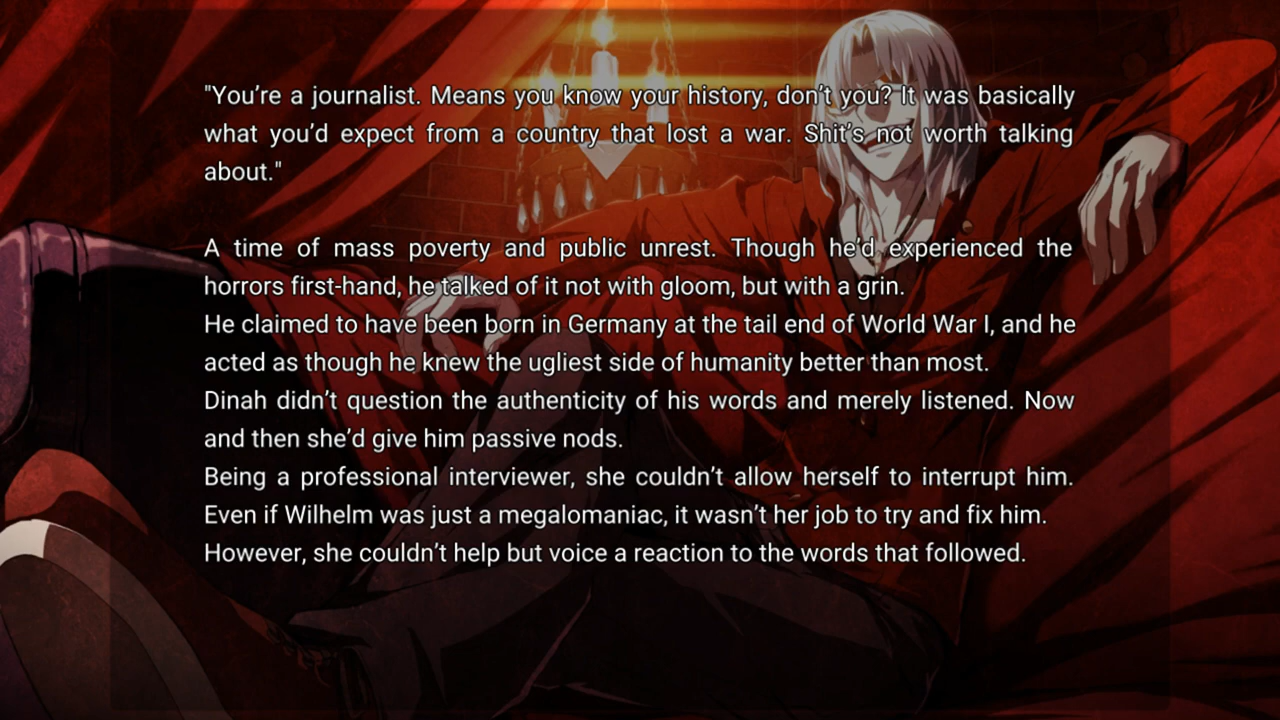 "You’re a journalist. Means you know your history, don’t you? It was basically
what you’d expect from a country that lost a war. Shit’s not worth talking
about."
A time of mass poverty and public unrest. Though he’d experienced the
horrors first-hand, he talked of it not with gloom, but with a grin.
He claimed to have been born in Germany at the tail end of World War I, and he
acted as though he knew the ugliest side of humanity better than most.
Dinah didn’t question the authenticity of his words and merely listened. Now
and then she’d give him passive nods.
Being a professional interviewer, she couldn’t allow herself to interrupt him.
Even if Wilhelm was just a megalomaniac, it wasn’t her job to try and fix him.
However, she couldn’t help but voice a reaction to the words that followed.